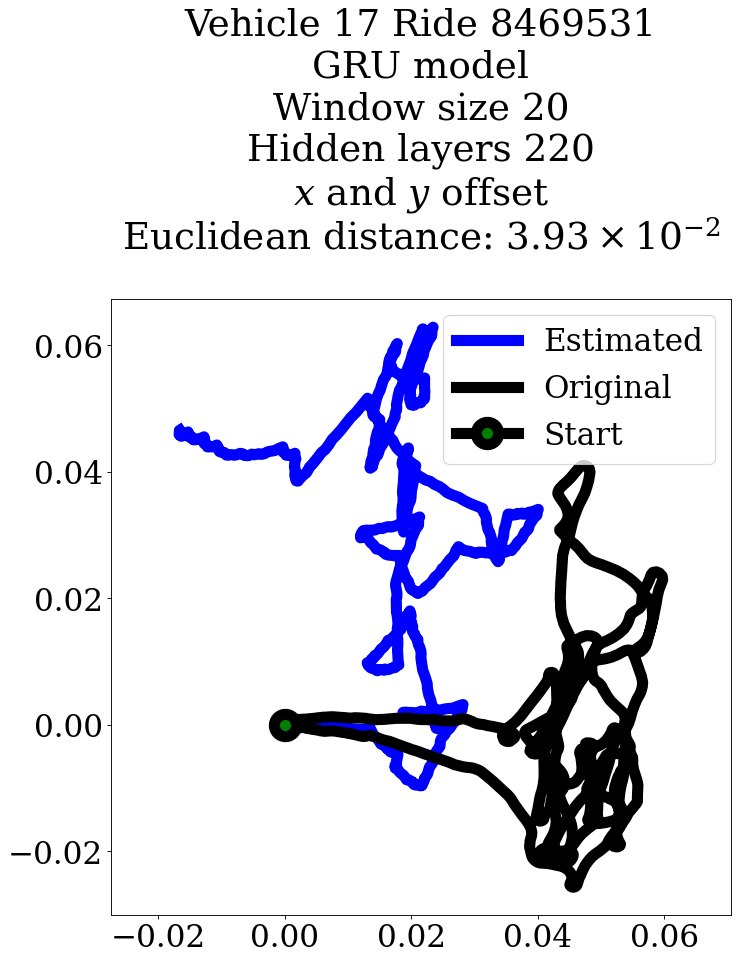 Vehicle 17 Ride 8469531
GRU model
Window size 20
Hidden layers 220
x and y offset
Euclidean distance: 3.93 × 10⁻²
Estimated
Original
Start
0.06
0.04
0.02
0.00
−0.02
−0.02 0.00 0.02 0.04 0.06